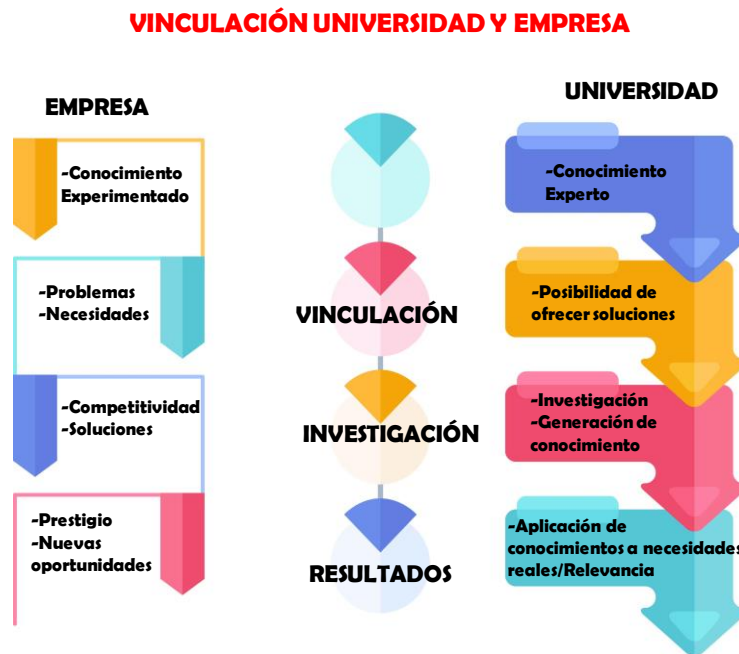 VINCULACIÓN UNIVERSIDAD Y EMPRESA
EMPRESA
-Conocimiento
Experimentado
-Problemas
-Necesidades
-Competitividad
-Soluciones
-Prestigio
-Nuevas
oportunidades
VINCULACIÓN
INVESTIGACIÓN
RESULTADOS
UNIVERSIDAD
-Conocimiento
Experto
-Posibilidad de
ofrecer soluciones
-Investigación
-Generación de
conocimiento
-Aplicación de
conocimientos a necesidades
reales/Relevancia